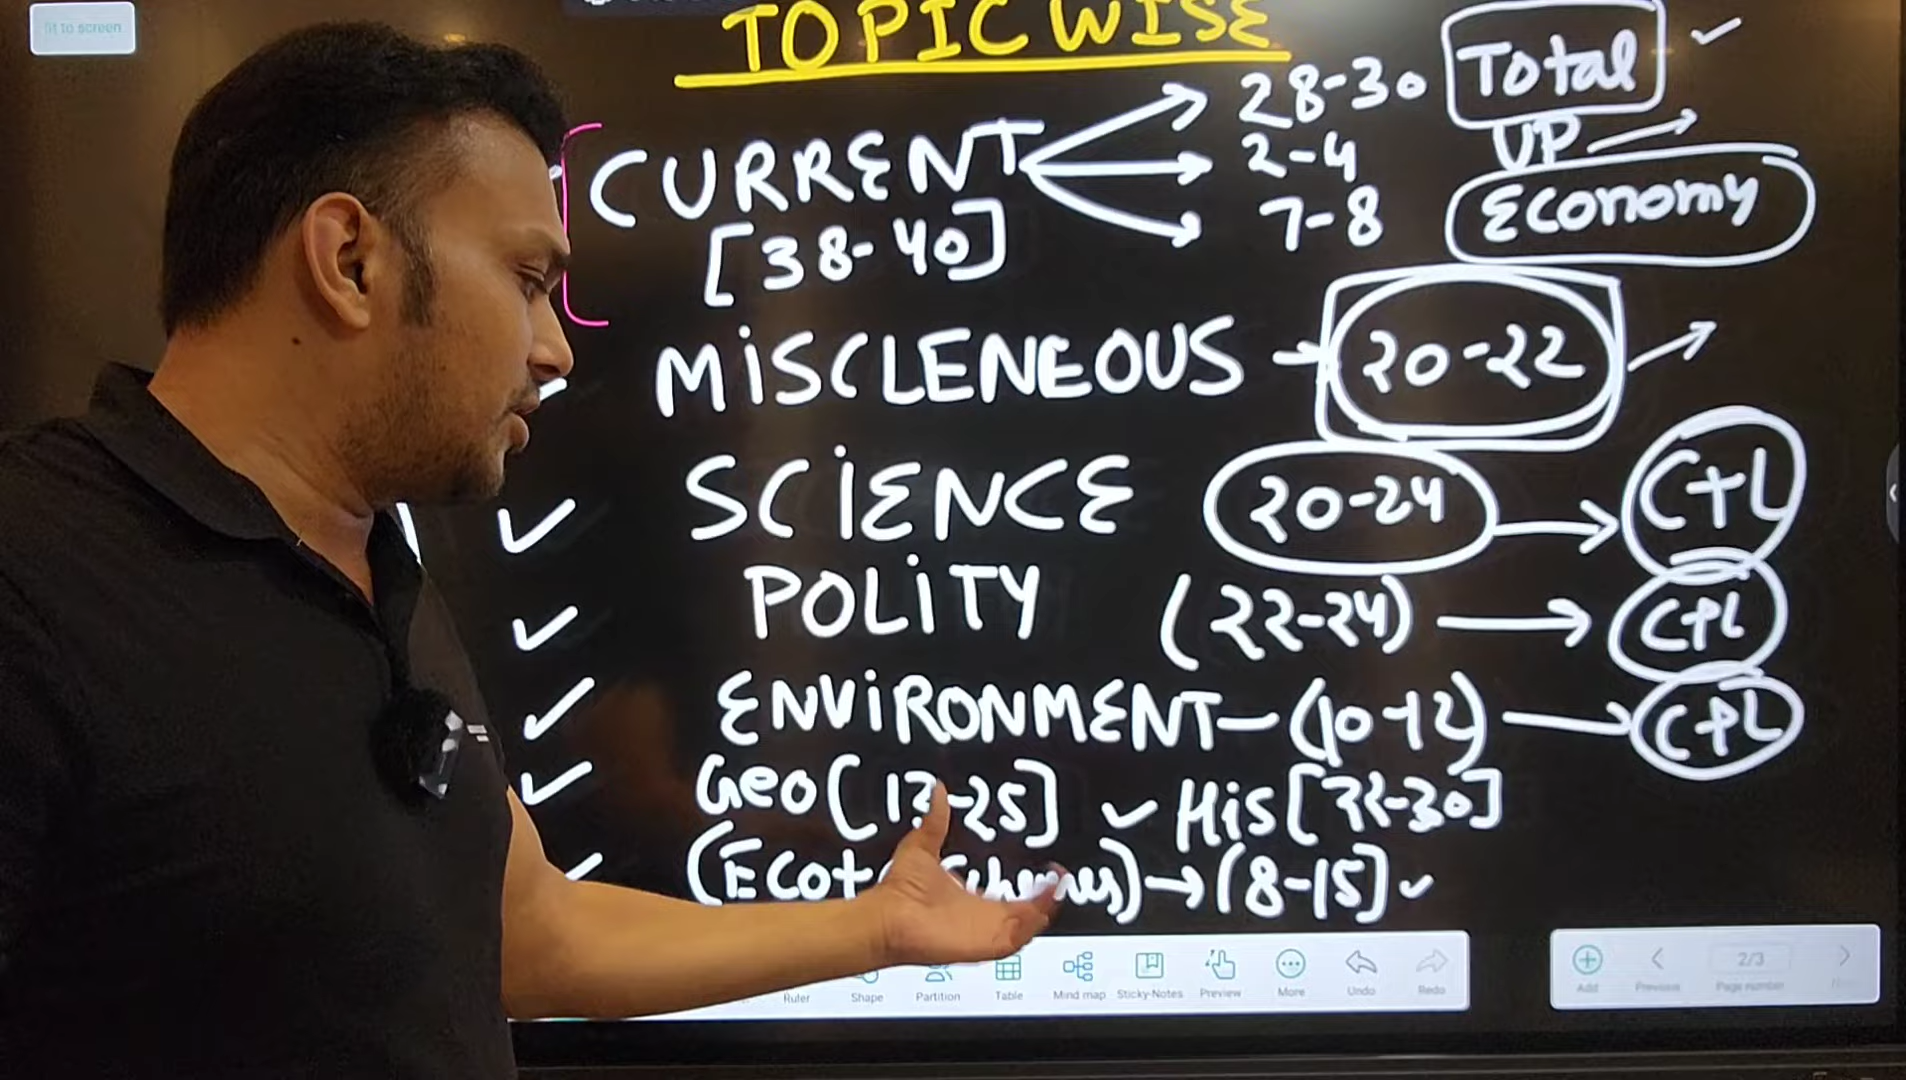 fit to screen
TOPIC WISE
CURRENT 28-30 Total
2-4 UP
[38-40] 7-8 Economy
MiSCLENEOUS 20-22
SCiENCE 20-24 C+L
POLiTY (22-24) C+L
ENViRONMENT-(10-12) C+L
Geo His
(Eco+ Schemes)→(8-15]
Ruler Shape Partition Table Mind map Sticky-Notes Preview More Undo Redo
Add Previous 2/3 Page number